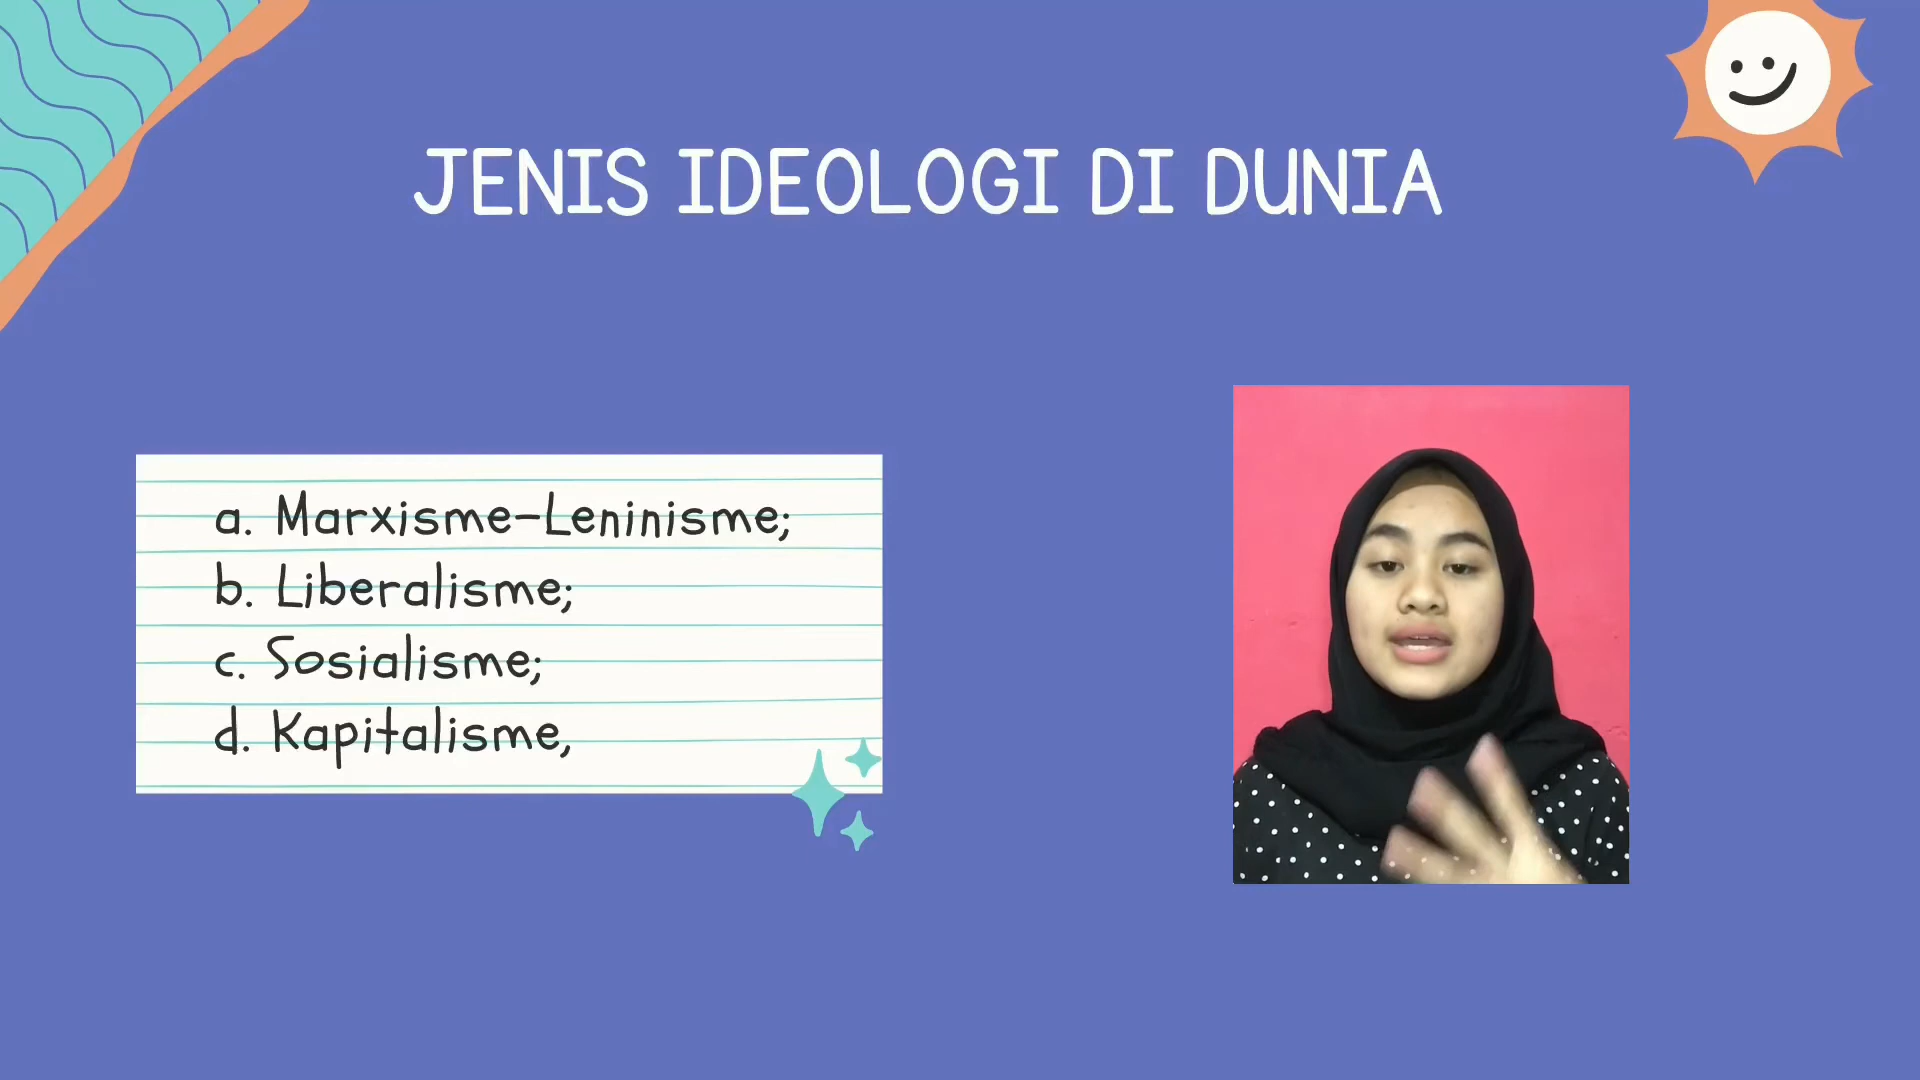 JENIS IDEOLOGI DI DUNIA
a. Marxisme-Leninisme;
b. Liberalisme;
c. Sosialisme;
d. Kapitalisme,